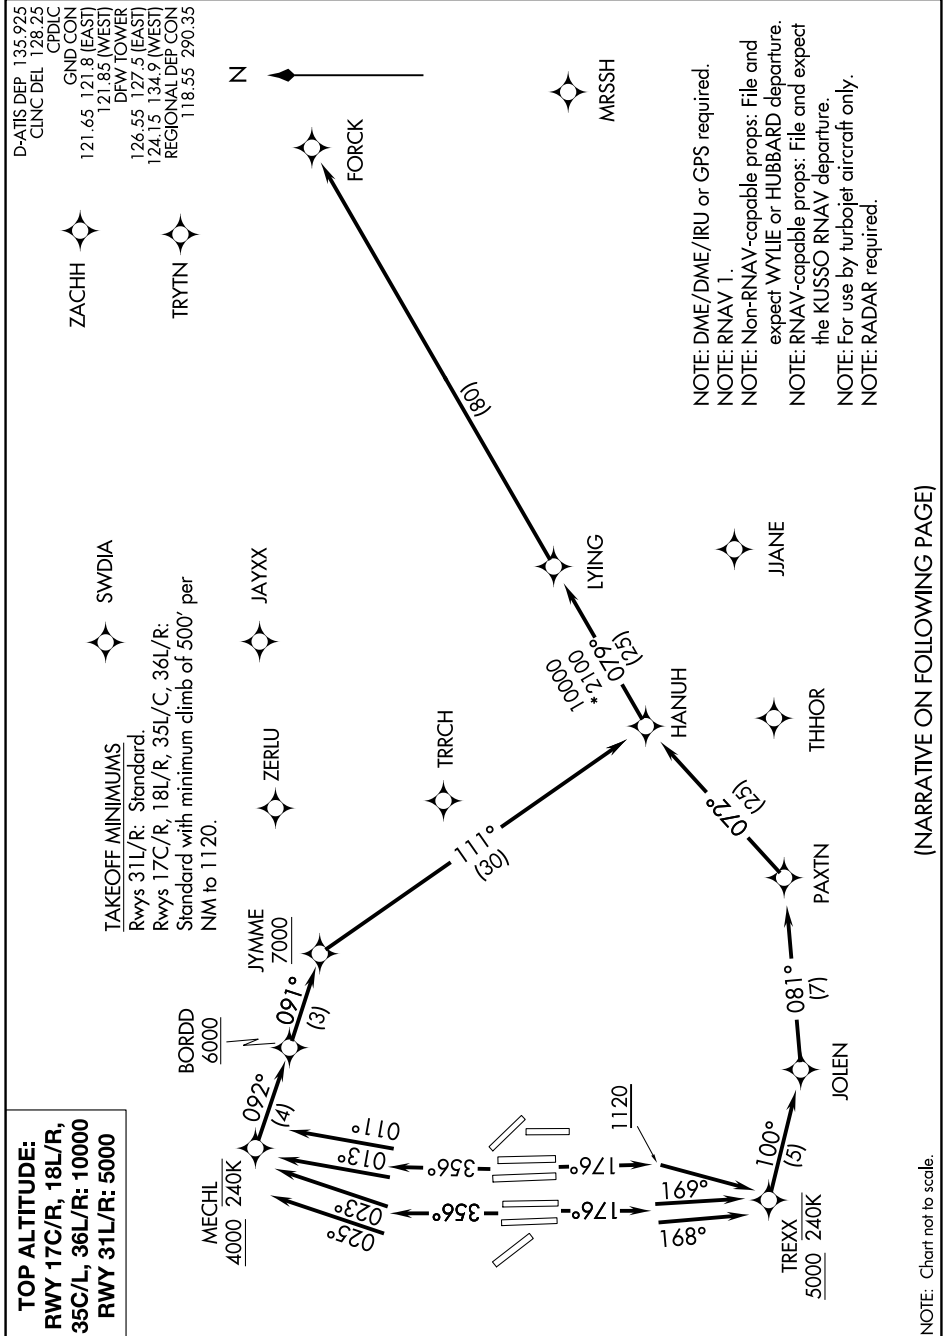 TOP ALTITUDE:
RWY 17C/R, 18L/R,
35C/L, 36L/R: 10000
RWY 31L/R: 5000
D-ATIS DEP 135.925
CLNC DEL 128.25
CPDLC
GND CON
121.65 121.8 (EAST)
121.85 (WEST)
DFW TOWER
126.55 127.5 (EAST)
124.15 134.9 (WEST)
REGIONAL DEP CON
118.55 290.35
N
TAKEOFF MINIMUMS
Rwys 31L/R: Standard.
Rwys 17C/R, 18L/R, 35L/C, 36L/R:
Standard with minimum climb of 500' per
NM to 1120.
ZACHH
TRYTN
FORCK
MRSSH
SWDIA
JAYXX
ZERLU
TRRCH
JYMME
7000
BORDD
6000
MECHL
4000 240K
092°
(4)
091°
(3)
111°
(30)
011°
013°
023°
025°
356°
356°
176°
176°
1120
169°
168°
TREXX
5000 240K
100°
(5)
JOLEN
081°
(7)
PAXTN
072°
(25)
HANUH
10000
*2100
079°
(25)
LYING
(80)
JJANE
THHOR
NOTE: DME/DME/IRU or GPS required.
NOTE: RNAV 1.
NOTE: Non-RNAV-capable props: File and
expect WYLIE or HUBBARD departure.
NOTE: RNAV-capable props: File and expect
the KUSSO RNAV departure.
NOTE: For use by turbojet aircraft only.
NOTE: RADAR required.
(NARRATIVE ON FOLLOWING PAGE)
NOTE: Chart not to scale.